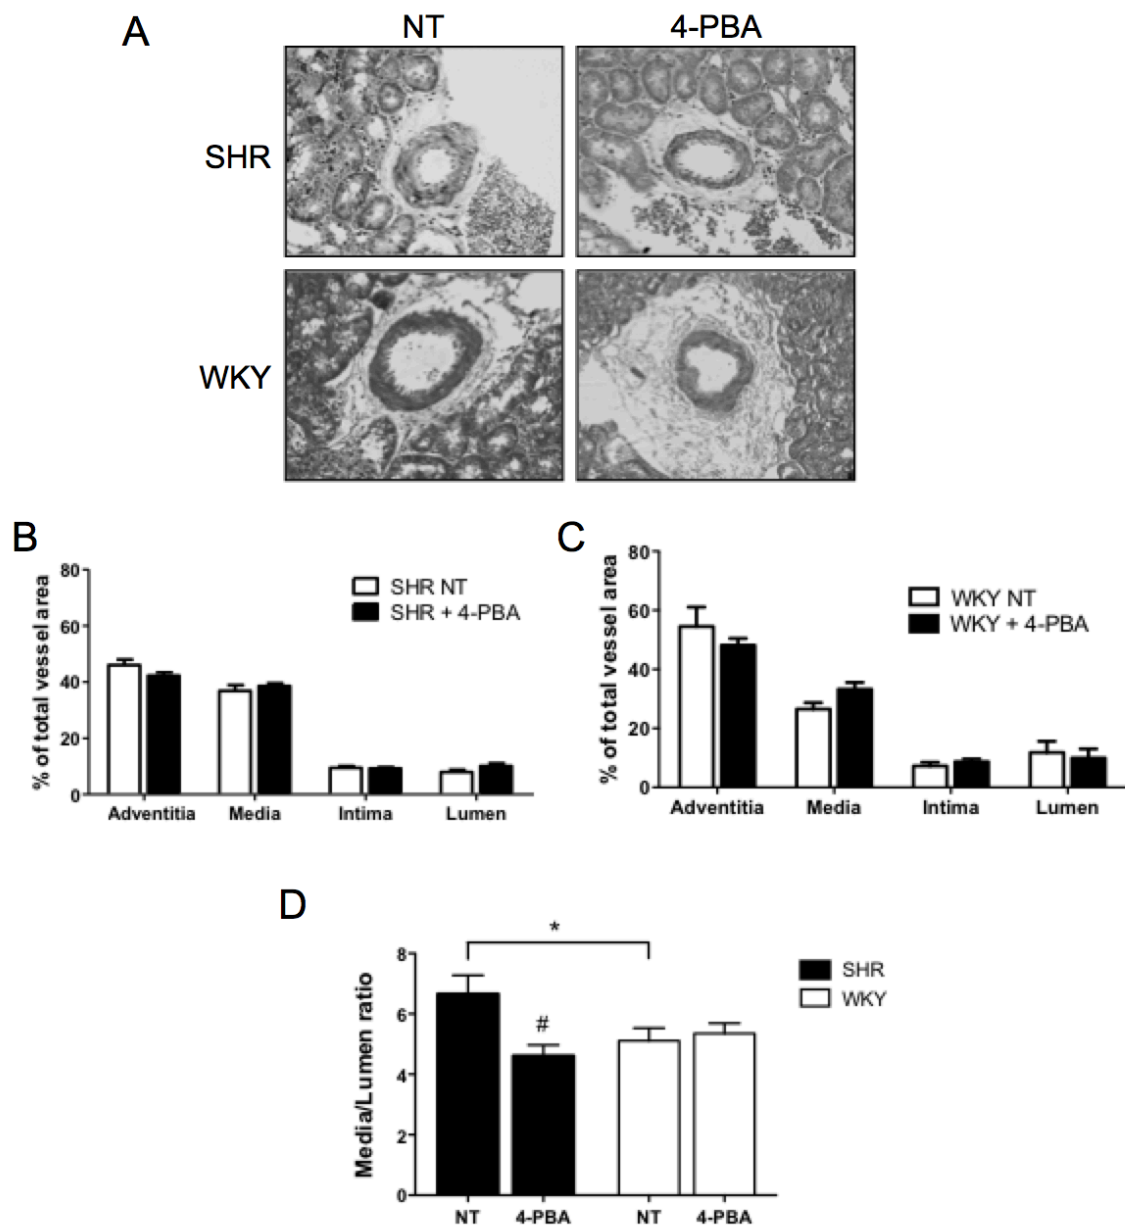 A
NT
4-PBA
SHR
WKY
B
% of total vessel area
80
60
40
20
0
SHR NT
SHR + 4-PBA
Adventitia
Media
Intima
Lumen
C
% of total vessel area
80
60
40
20
0
WKY NT
WKY + 4-PBA
Adventitia
Media
Intima
Lumen
D
Media/Lumen ratio
8
6
4
2
0
*
#
SHR
WKY
NT
4-PBA
NT
4-PBA